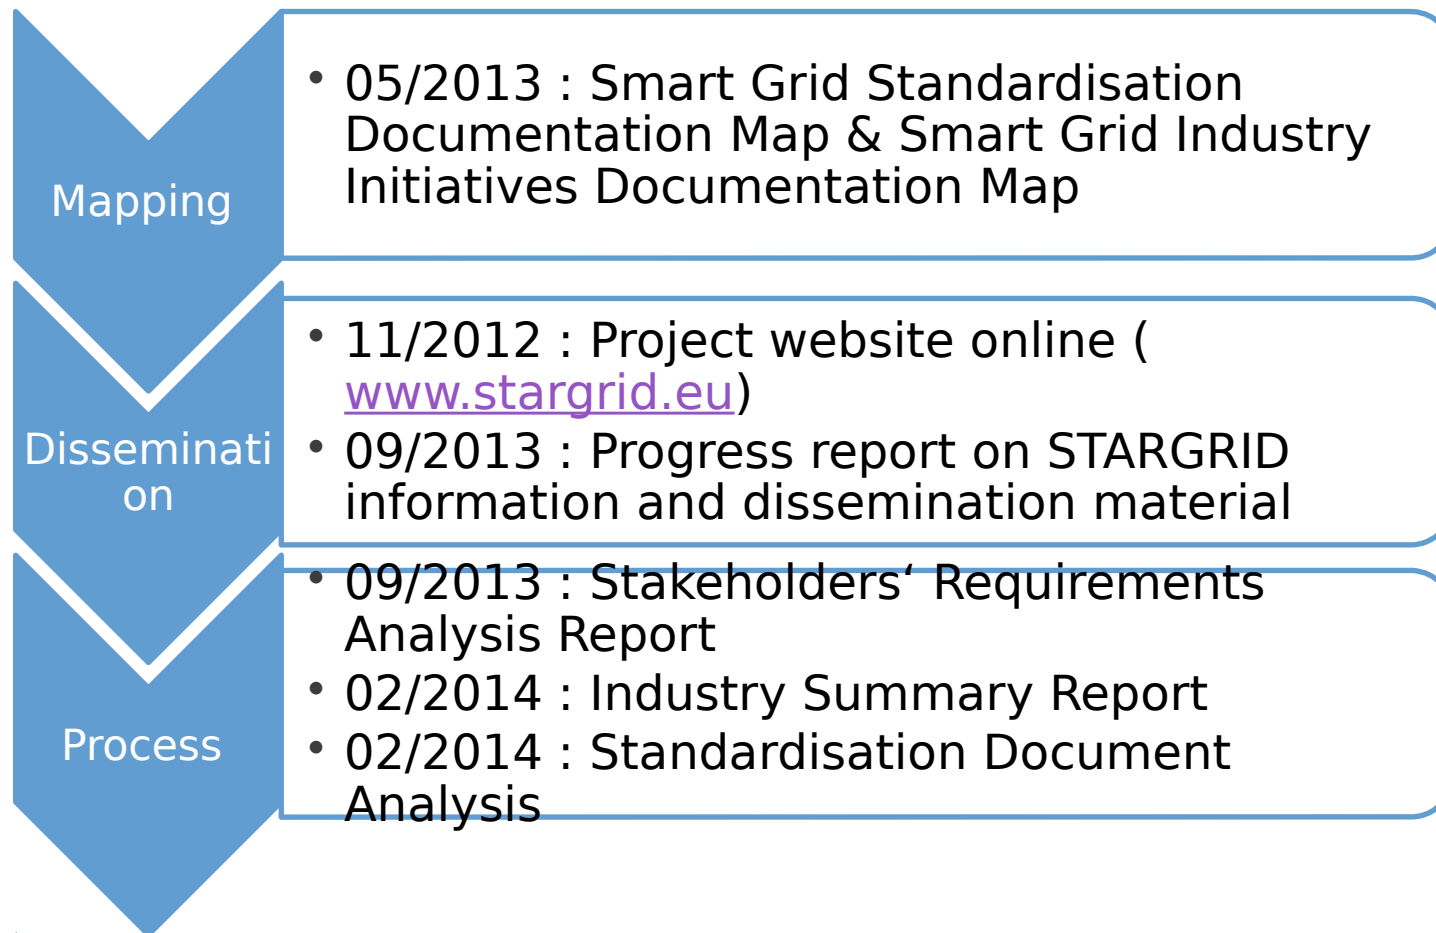 Mapping
• 05/2013 : Smart Grid Standardisation
Documentation Map & Smart Grid Industry
Initiatives Documentation Map
Disseminati
on
• 11/2012 : Project website online (
www.stargrid.eu)
• 09/2013 : Progress report on STARGRID
information and dissemination material
Process
• 09/2013 : Stakeholders‘ Requirements
Analysis Report
• 02/2014 : Industry Summary Report
• 02/2014 : Standardisation Document
Analysis